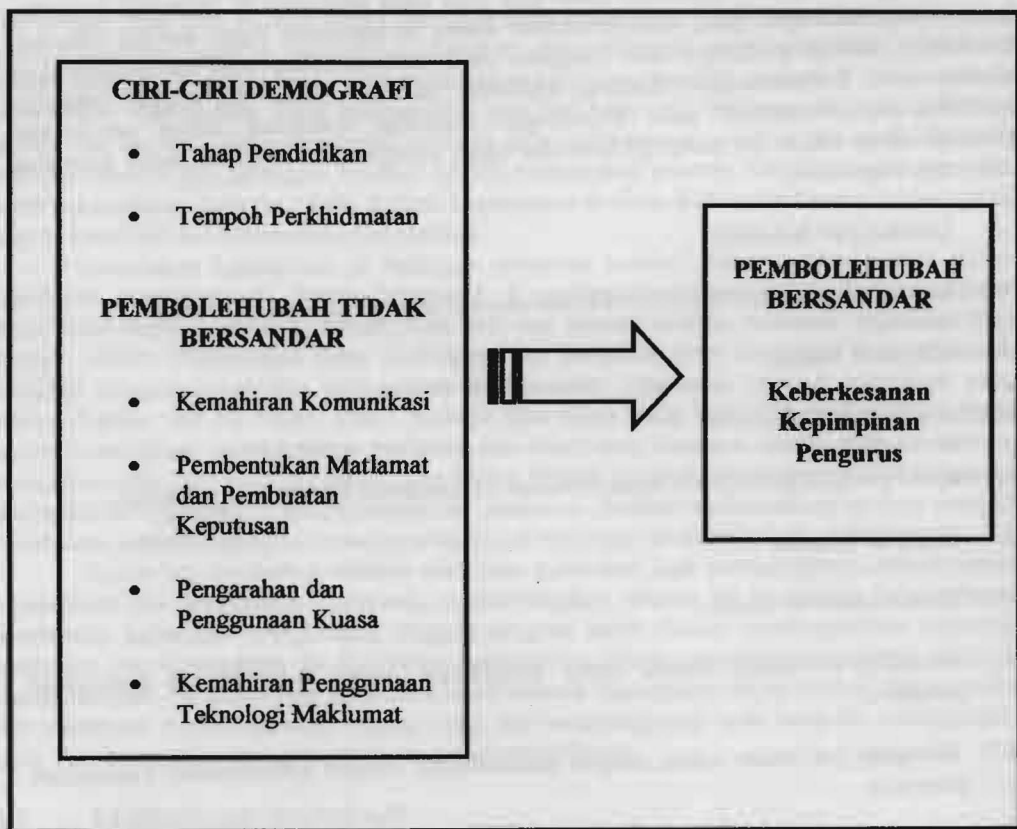 CIRI-CIRI DEMOGRAFI
• Tahap Pendidikan
• Tempoh Perkhidmatan
PEMBOLEHUBAH TIDAK
BERSANDAR
• Kemahiran Komunikasi
• Pembentukan Matlamat
dan Pembuatan
Keputusan
• Pengarahan dan
Penggunaan Kuasa
• Kemahiran Penggunaan
Teknologi Maklumat
PEMBOLEHUBAH
BERSANDAR
Keberkesanan
Kepimpinan
Pengurus